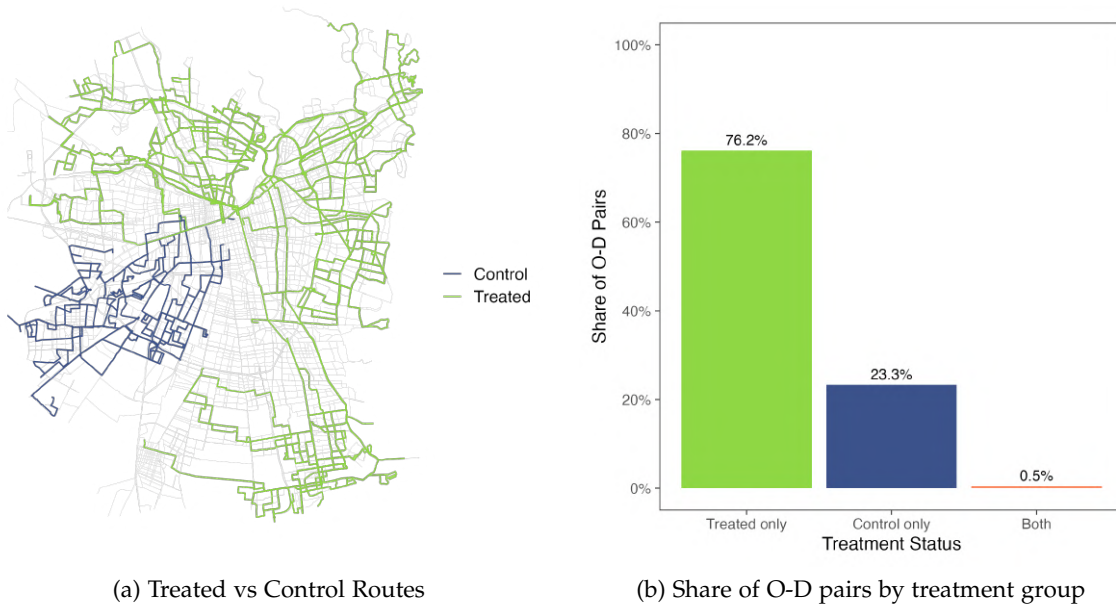 Control
Treated
(a) Treated vs Control Routes
100%
80%
60%
40%
20%
0%
Share of O-D Pairs
76.2%
23.3%
0.5%
Treated only
Control only
Both
Treatment Status
(b) Share of O-D pairs by treatment group